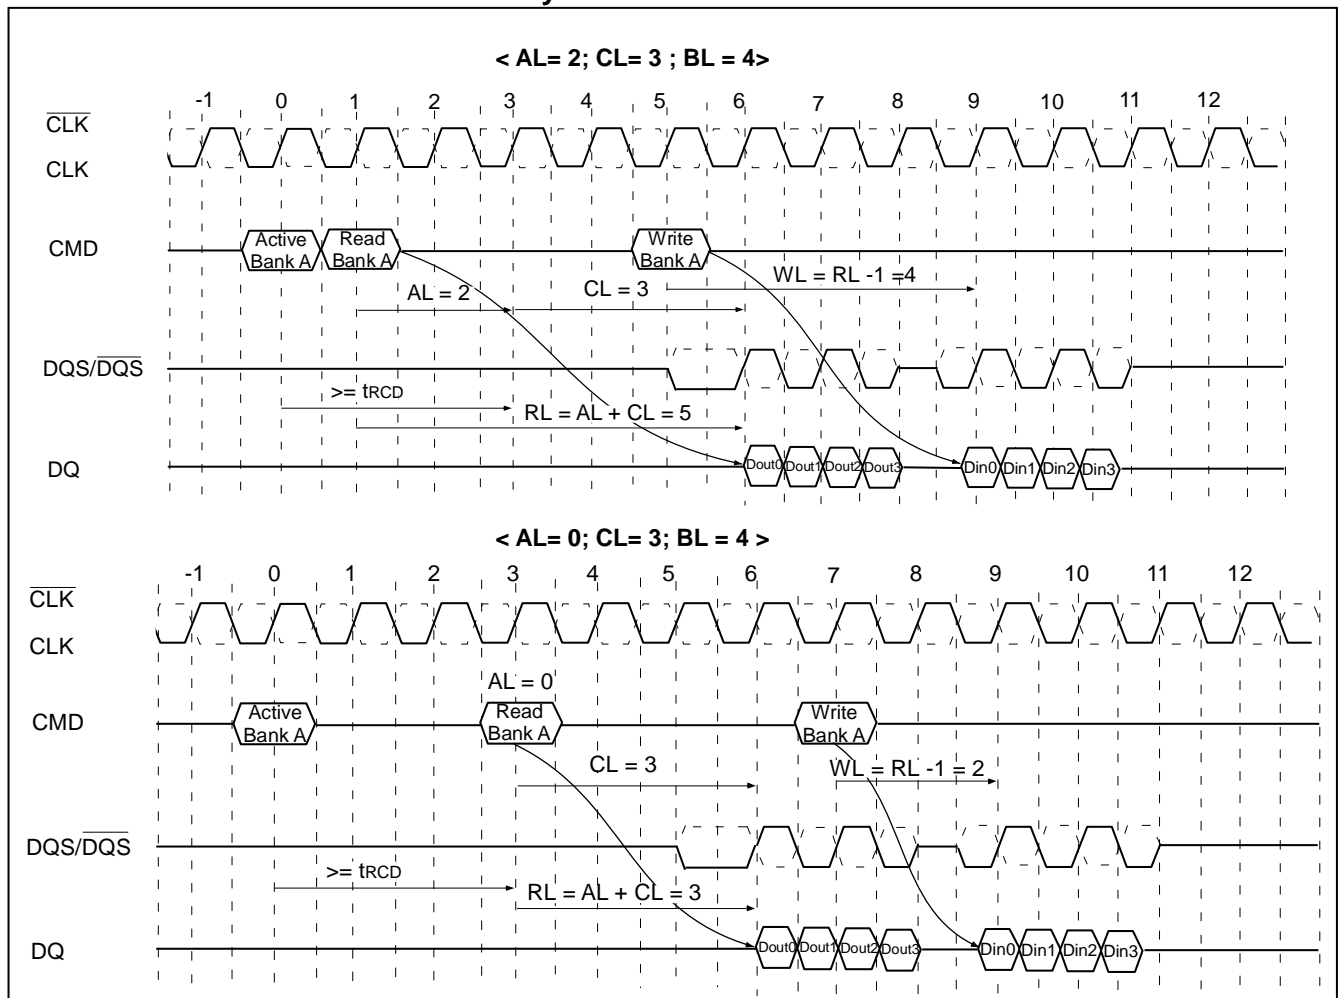 < AL= 2; CL= 3 ; BL = 4>
-1 0 1 2 3 4 5 6 7 8 9 10 11 12
CLK
CLK
CMD
Active
Bank A
Read
Bank A
Write
Bank A
WL = RL -1 =4
AL = 2
CL = 3
DQS/DQS
>= tRCD
RL = AL + CL = 5
DQ
Dout0 Dout1 Dout2 Dout3 Din0 Din1 Din2 Din3
< AL= 0; CL= 3; BL = 4 >
-1 0 1 2 3 4 5 6 7 8 9 10 11 12
CLK
CLK
AL = 0
CMD
Active
Bank A
Read
Bank A
Write
Bank A
CL = 3
WL = RL -1 = 2
DQS/DQS
>= tRCD
RL = AL + CL = 3
DQ
Dout0 Dout1 Dout2 Dout3 Din0 Din1 Din2 Din3